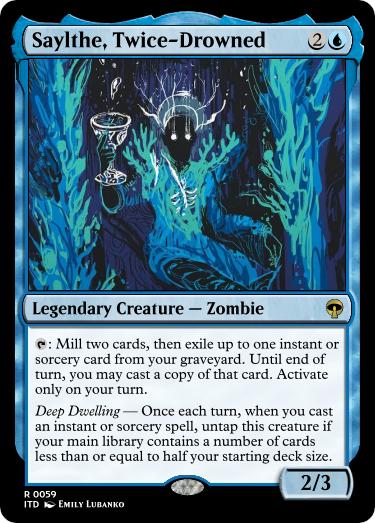 Saylthe, Twice-Drowned 2
Legendary Creature — Zombie
: Mill two cards, then exile up to one instant or
sorcery card from your graveyard. Until end of
turn, you may cast a copy of that card. Activate
only on your turn.
Deep Dwelling — Once each turn, when you cast
an instant or sorcery spell, untap this creature if
your main library contains a number of cards
less than or equal to half your starting deck size.
2/3
R 0059
ITD Emily Lubanko